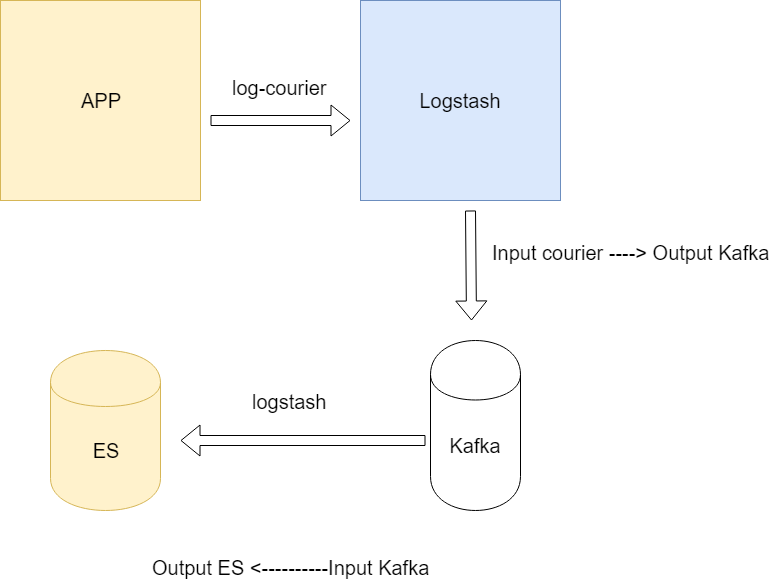 APP
log-courier
Logstash
Input courier ----> Output Kafka
logstash
ES
Kafka
Output ES <----------Input Kafka